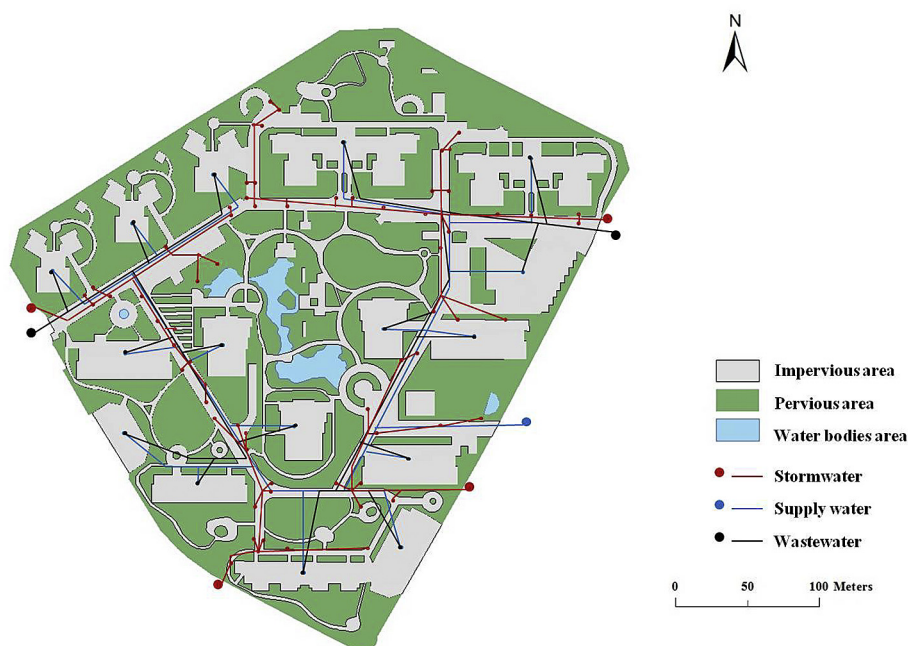 N
Impervious area
Pervious area
Water bodies area
Stormwater
Supply water
Wastewater
0 50 100 Meters